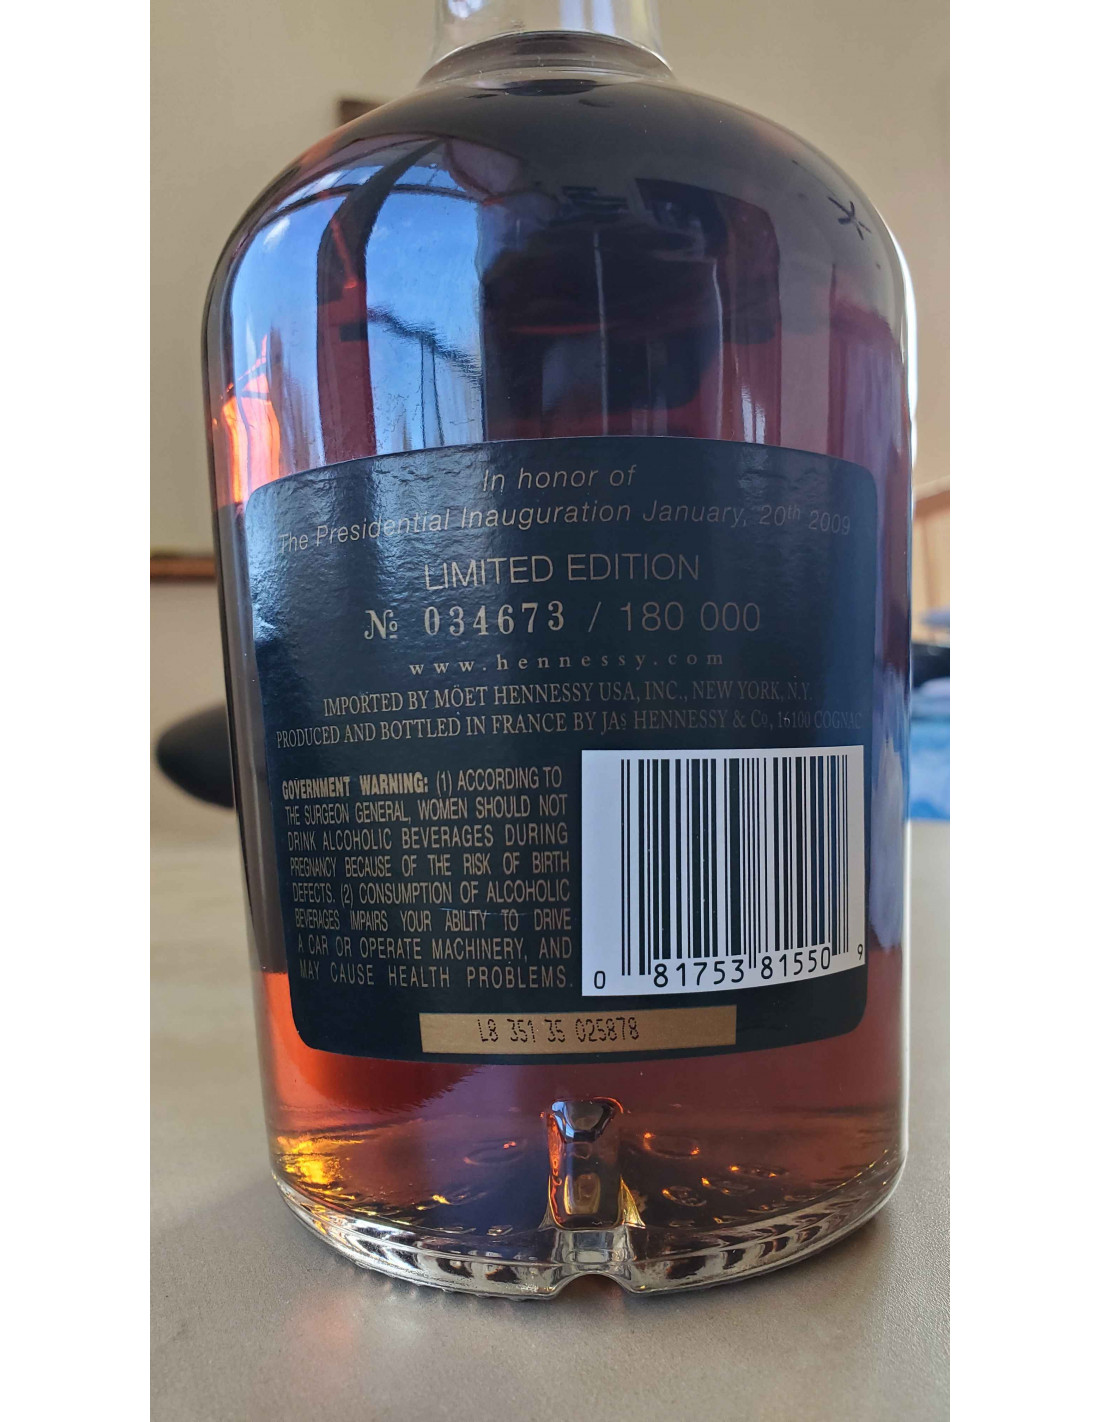 In honor of
The Presidential Inauguration January, 20th 2009
LIMITED EDITION
№ 034673 / 180 000
www.hennessy.com
IMPORTED BY MOËT HENNESSY USA, INC., NEW YORK, N.Y.
PRODUCED AND BOTTLED IN FRANCE BY JAs HENNESSY & Co, 16100 COGNAC
GOVERNMENT WARNING: (1) ACCORDING TO
THE SURGEON GENERAL, WOMEN SHOULD NOT
DRINK ALCOHOLIC BEVERAGES DURING
PREGNANCY BECAUSE OF THE RISK OF BIRTH
DEFECTS. (2) CONSUMPTION OF ALCOHOLIC
BEVERAGES IMPAIRS YOUR ABILITY TO DRIVE
A CAR OR OPERATE MACHINERY, AND
MAY CAUSE HEALTH PROBLEMS.
0 81753 81550 9
L8 351 35 025878